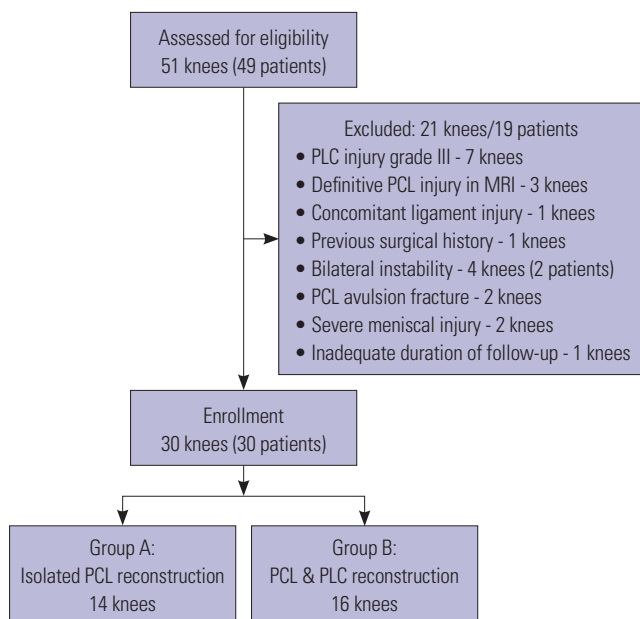 Assessed for eligibility
51 knees (49 patients)
Excluded: 21 knees/19 patients
• PLC injury grade III - 7 knees
• Definitive PCL injury in MRI - 3 knees
• Concomitant ligament injury - 1 knees
• Previous surgical history - 1 knees
• Bilateral instability - 4 knees (2 patients)
• PCL avulsion fracture - 2 knees
• Severe meniscal injury - 2 knees
• Inadequate duration of follow-up - 1 knees
Enrollment
30 knees (30 patients)
Group A:
Isolated PCL reconstruction
14 knees
Group B:
PCL & PLC reconstruction
16 knees